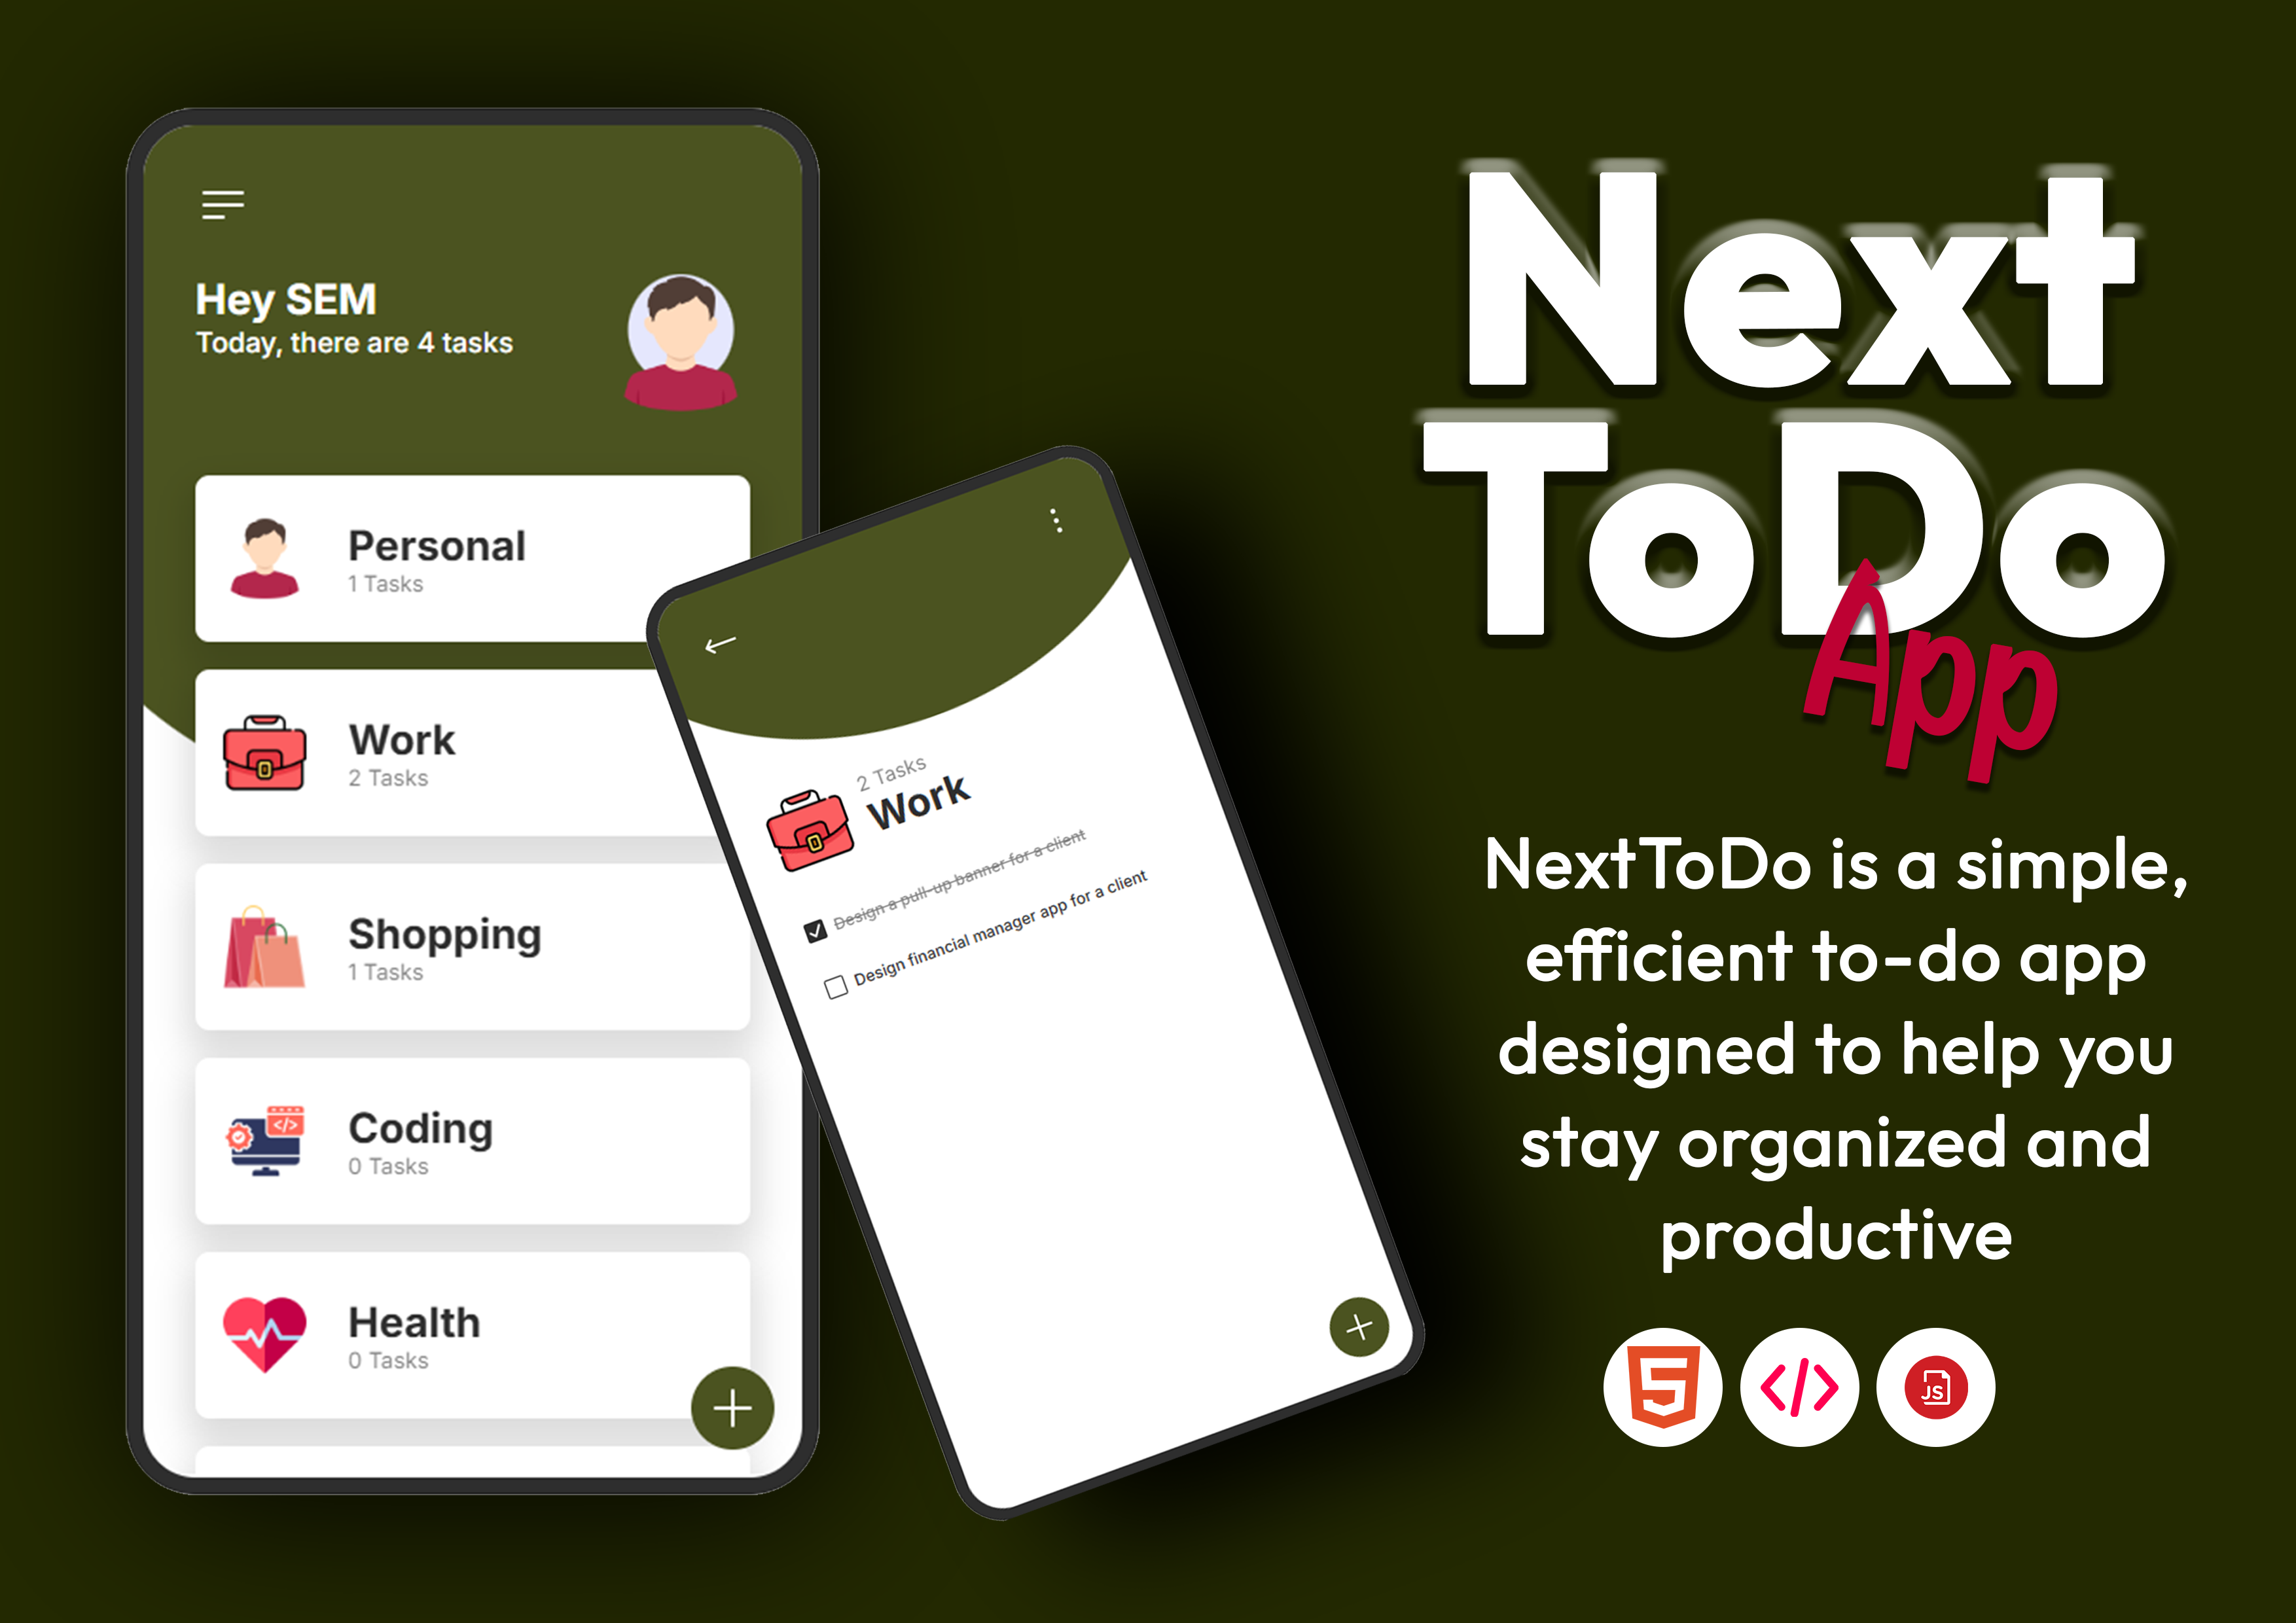 Hey SEM
Today, there are 4 tasks
Personal
1 Tasks
Work
2 Tasks
Shopping
1 Tasks
Coding
0 Tasks
Health
0 Tasks
2 Tasks
Work
Design a pull-up banner for a client
Design financial manager app for a client
Next
ToDo
App
NextToDo is a simple,
efficient to-do app
designed to help you
stay organized and
productive
5
</>
JS